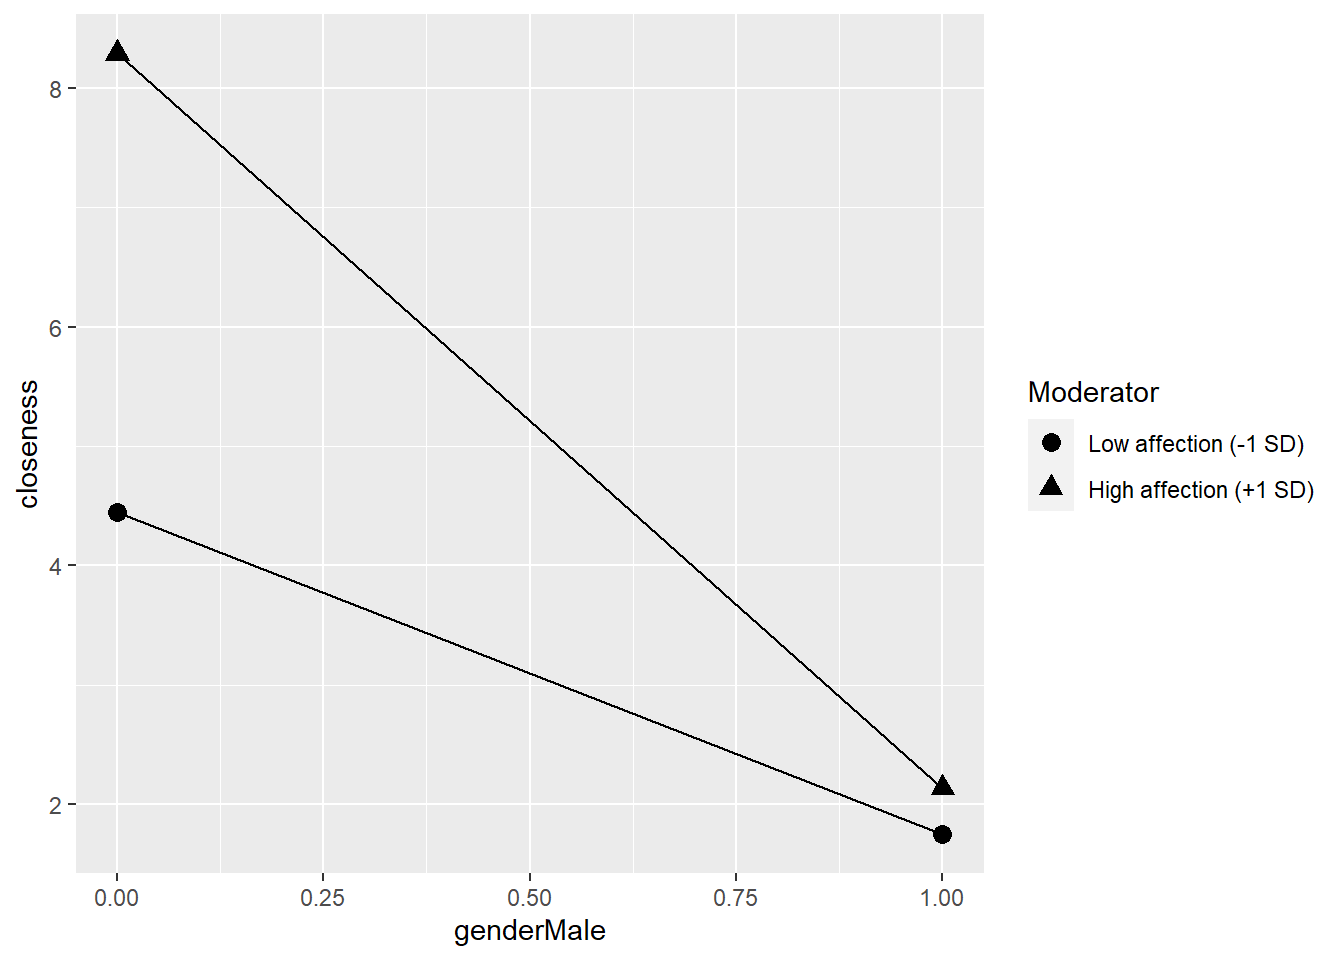 8
6
4
2
closeness
0.00 0.25 0.50 0.75 1.00
genderMale
Moderator
Low affection (-1 SD)
High affection (+1 SD)